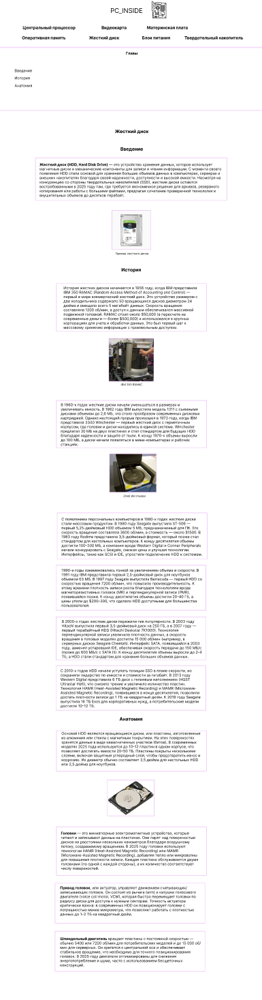 PC_INSIDE
Центральный процессор Видеокарта Материнская плата
Оперативная память Жесткий диск Блок питания Твердотельный накопитель
Главы
Введение
История
Анатомия
Жесткий диск
Введение
Жесткий диск (HDD, Hard Disk Drive) — это устройство хранения данных, которое использует
магнитные диски и механические компоненты для записи и чтения информации. С момента своего
появления HDD стали основой для хранения больших объемов данных в компьютерах, серверах и
внешних накопителях благодаря своей надежности, доступности и высокой емкости. Несмотря на
конкуренцию со стороны твердотельных накопителей (SSD), жесткие диски остаются
востребованными в 2025 году там, где требуется экономичное решение для архивов, резервного
копирования или работы с большими файлами, предлагая сочетание проверенной технологии и
внушительных объемов до десятков терабайт.
Пример жесткого диска
История
История жестких дисков начинается в 1956 году, когда IBM представила
IBM 350 RAMAC (Random Access Method of Accounting and Control) —
первый в мире коммерческий жесткий диск. Это устройство размером с
два холодильника содержало 50 вращающихся дисков диаметром 24
дюйма и вмещало всего 5 мегабайт данных. Скорость вращения
составляла 1200 об/мин, а доступ к данным обеспечивался массивной
подвижной головкой. RAMAC стоил около $50,000 (в пересчете на
современные деньги — более $500,000) и использовался в крупных
корпорациях для учета и обработки данных. Это был первый шаг к
массовому хранению информации с произвольным доступом.
IBM 350 RAMAC
В 1960-х годах жесткие диски начали уменьшаться в размерах и
увеличивать емкость. В 1962 году IBM выпустила модель 1311 с съемными
дисками объемом до 2,6 МБ, что стало прообразом современных дисковых
картриджей. Однако настоящий прорыв произошел в 1973 году, когда IBM
представила 3340 Winchester — первый жесткий диск с герметичным
корпусом, где головки и диски находились в единой системе. Winchester
предлагал 30 МБ на двух пластинах и стал стандартом для будущих HDD
благодаря надежности и защите от пыли. К концу 1970-х объемы выросли
до 100 МБ, а диски начали появляться в мини-компьютерах и рабочих
станциях.
3340 Winchester
С появлением персональных компьютеров в 1980-х годах жесткие диски
стали массовым продуктом. В 1980 году Seagate выпустила ST-506 —
первый 5,25-дюймовый HDD объемом 5 МБ, предназначенный для ПК. Его
скорость вращения составляла 3600 об/мин, а стоимость — около $1500. В
1983 году Rodime представила 3,5-дюймовый формат, который позже стал
стандартом для настольных компьютеров. К концу десятилетия объемы
достигли 100–200 МБ, а компании вроде Western Digital и Conner Peripherals
начали конкурировать с Seagate, снижая цены и улучшая технологии.
Интерфейсы, такие как SCSI и IDE, упростили подключение HDD к системам.
1990-е годы ознаменовались гонкой за увеличением объема и скорости. В
1991 году IBM представила первый 2,5-дюймовый диск для ноутбуков
объемом 63 МБ. В 1997 году Seagate выпустила Barracuda — первый HDD со
скоростью вращения 7200 об/мин, что повысило производительность. К
этому времени плотность записи росла благодаря технологиям вроде
магниторезистивных головок (MR) и перпендикулярной записи (PMR),
появившейся позже. К концу десятилетия объемы достигли 20–40 ГБ, а
цены упали до $200–300, что сделало HDD доступными для большинства
пользователей.
В 2000-х годах жесткие диски пережили пик популярности. В 2003 году
Hitachi выпустила первый 3,5-дюймовый диск на 250 ГБ, а в 2007 году —
первый терабайтный HDD (Hitachi Deskstar 7K1000). Технологии
перпендикулярной записи увеличила плотность данных, а скорость
вращения в топовых моделях достигла 15 000 об/мин (например, в
серверных дисках Seagate Cheetah). Интерфейс SATA, появившийся в 2003
году, заменил устаревший IDE, обеспечивая скорость передачи до 150 МБ/с
(позже до 600 МБ/с с SATA III). К концу десятилетия объемы выросли до 2–4
ТБ, а HDD стали стандартом для хранения больших объемов данных.
С 2010-х годов HDD начали уступать позиции SSD в плане скорости, но
сохранили лидерство по емкости и стоимости за гигабайт. В 2013 году
Western Digital представила 6 ТБ диск с гелиевым наполнением (HGST
Ultrastar He6), что снизило трение и увеличило количество пластин.
Технологии HAMR (Heat-Assisted Magnetic Recording) и MAMR (Microwave-
Assisted Magnetic Recording), появившиеся в конце десятилетия, позволили
достичь плотности записи до 1 ТБ на квадратный дюйм. К 2019 году Seagate
выпустила 16 ТБ Exos для корпоративных нужд, а потребительские модели
достигли 10–12 ТБ.
Анатомия
Основой HDD являются вращающиеся диски, или пластины, изготовленные
из алюминия или стекла с магнитным покрытием. На этих поверхностях
хранятся данные в виде намагниченных участков (битов). В современных
моделях 2025 года используется до 10–12 пластин в одном корпусе, что
позволяет достигать емкости 20–50 ТБ. Пластины покрыты несколькими
слоями, включая защитный углеродный слой, чтобы предотвратить износ и
коррозию. Их диаметр обычно составляет 3,5 дюйма для настольных HDD
или 2,5 дюйма для ноутбуков.
Головки — это миниатюрные электромагнитные устройства, которые
читают и записывают данные на пластинах. Они парят над поверхностью
дисков на расстоянии нескольких нанометров благодаря воздушному
потоку, создаваемому вращением. В 2025 году головки используют
технологии HAMR (Heat-Assisted Magnetic Recording) или MAMR
(Microwave-Assisted Magnetic Recording), добавляя тепло или микроволны
для повышения плотности записи. Каждая пластина обслуживается двумя
головками (по одной с каждой стороны), а их количество соответствует
числу поверхностей.
Привод головок, или актуатор, управляет движением считывающих/
записывающих головок. Он состоит из рычага (arm) и катушки голосового
двигателя (voice coil motor, VCM), которая быстро перемещает головки по
радиусу диска для доступа к нужным секторам. Точность актуатора
критически важна: в современных HDD он позиционирует головки с
погрешностью менее микрометра, что позволяет работать с плотностью
данных до 1–2 ТБ на квадратный дюйм.
Шпиндельный двигатель вращает пластины с постоянной скоростью —
обычно 5400 или 7200 об/мин для потребительских моделей и до 15 000 об/
мин для серверных. Он крепится к центральной оси и обеспечивает
стабильное вращение, что необходимо для точного позиционирования
головок. В 2025 году двигатели оптимизированы для снижения
энергопотребления и шума, часто с использованием бесщеточных
конструкций.